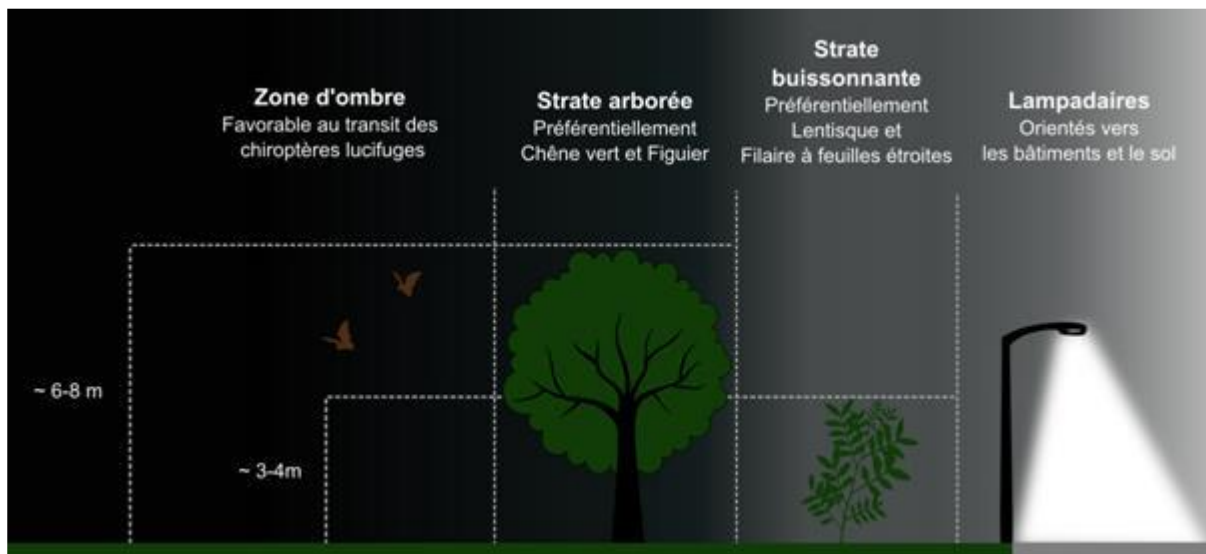 Zone d'ombre
Favorable au transit des
chiroptères lucifuges
Strate arborée
Préférentiellement
Chêne vert et Figuier
Strate
buissonnante
Préférentiellement
Lentisque et
Filaire à feuilles étroites
Lampadaires
Orientés vers
les bâtiments et le sol
~ 6-8 m
~ 3-4m